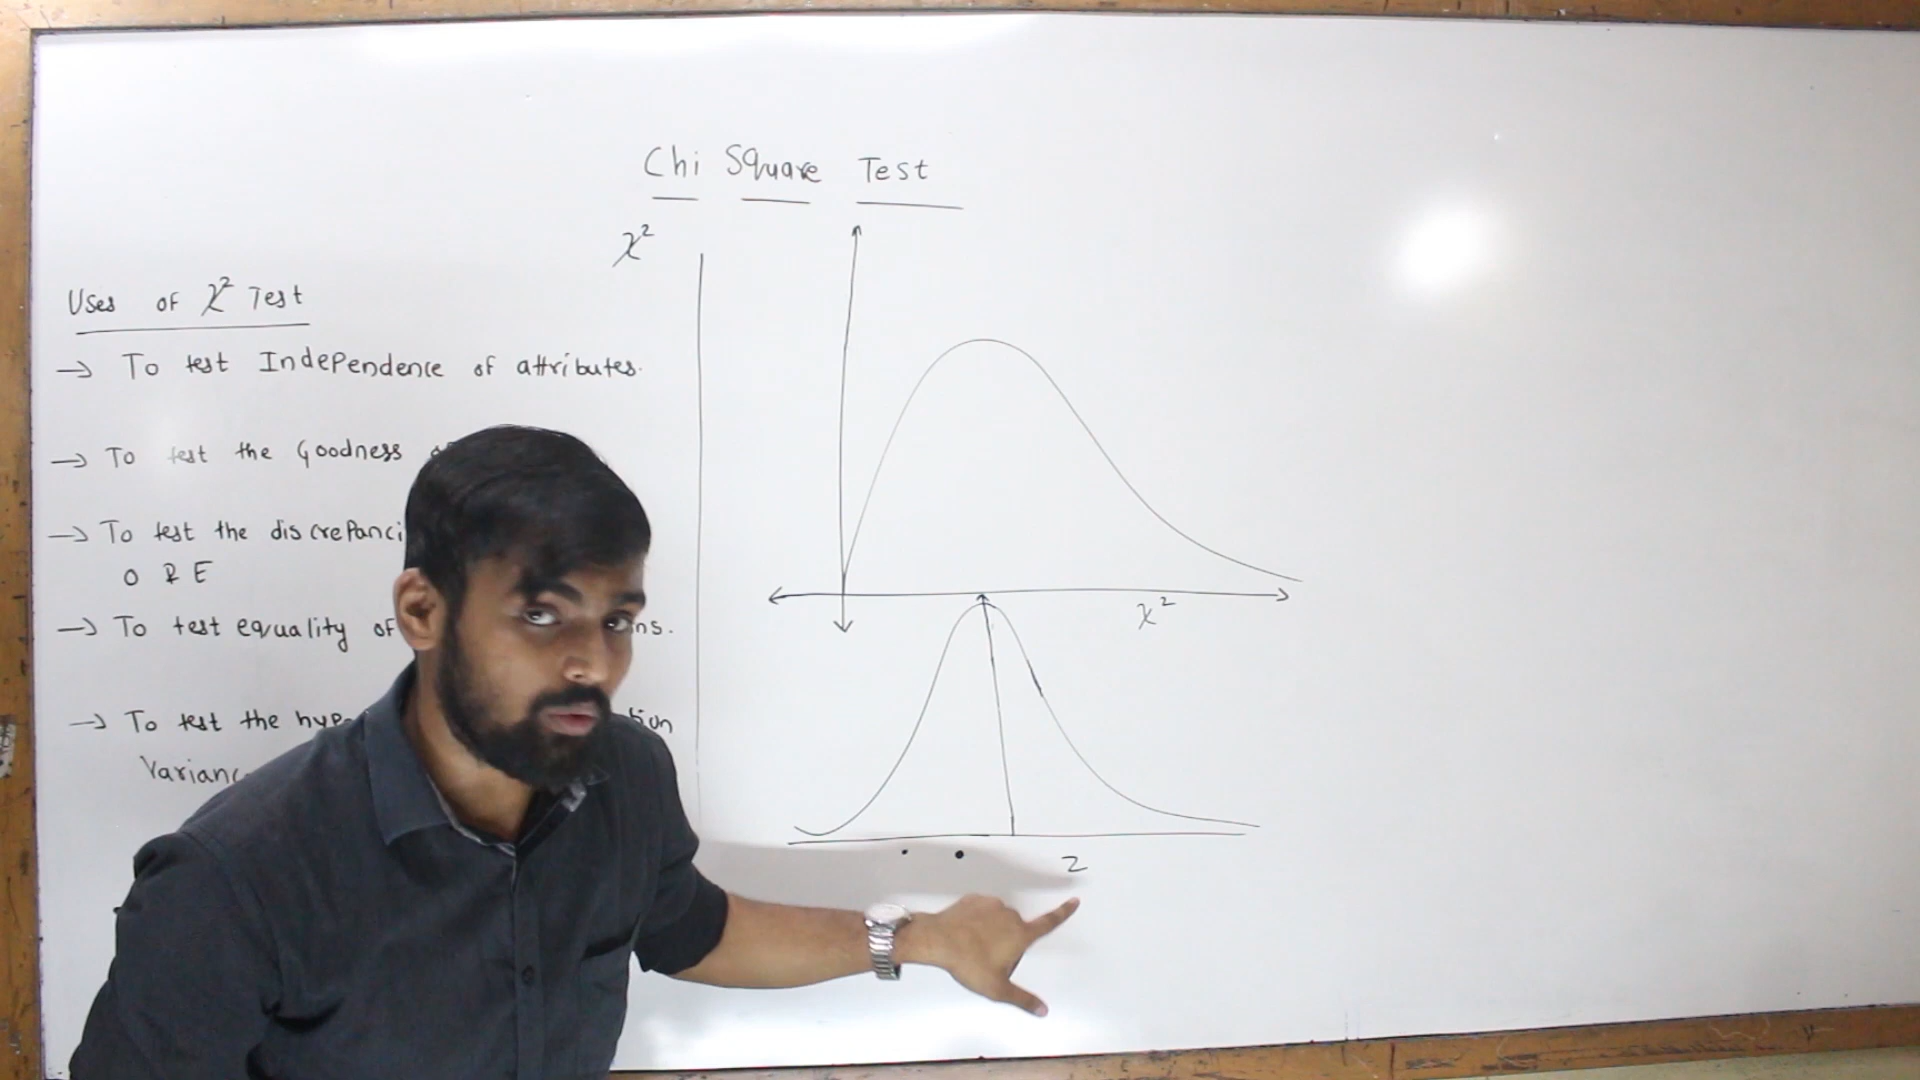 Chi Square Test
χ²
Uses of χ² Test
→ To test Independence of attributes.
→ To test the Goodness
→ To test the discrepanci
O & E
→ To test equality of ns.
→ To test the hypo tion
Varianc
χ²
Z